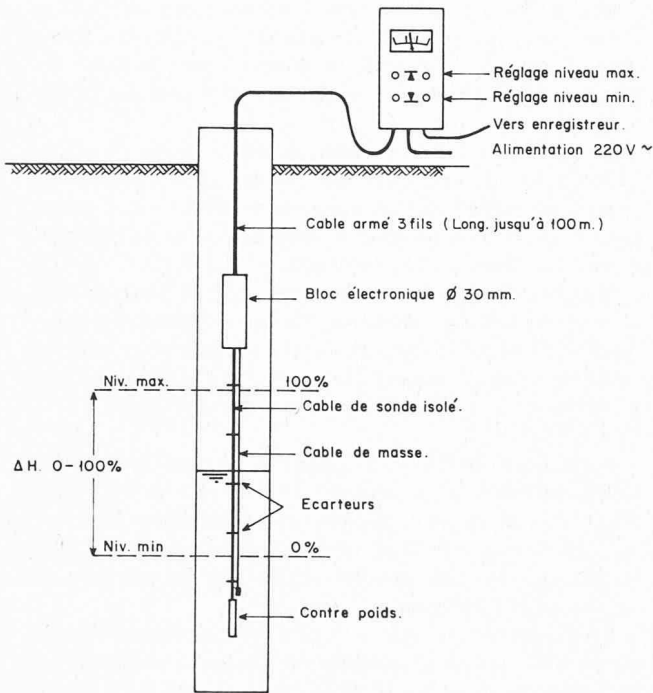 Réglage niveau max.
Réglage niveau min.
Vers enregistreur.
Alimentation 220V ~
Cable armé 3 fils (Long. jusqu'à 100 m.)
Bloc électronique Ø 30 mm.
Niv. max. 100%
Cable de sonde isolé.
Cable de masse.
Δ H. 0-100%
Ecarteurs
Niv. min 0%
Contre poids.